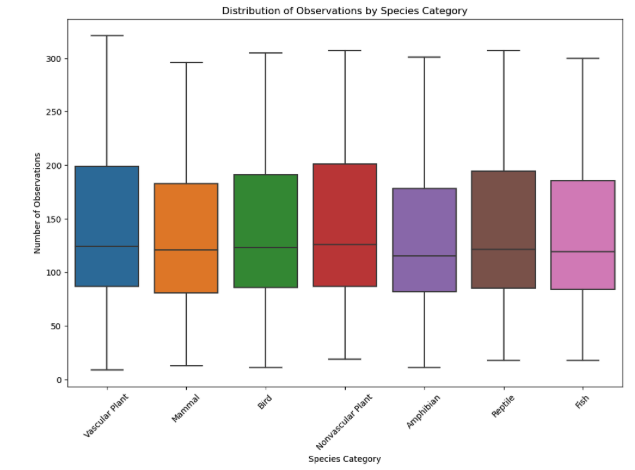 Distribution of Observations by Species Category
Number of Observations
300
250
200
150
100
50
0
Vascular Plant
Mammal
Bird
Nonvascular Plant
Amphibian
Reptile
Fish
Species Category